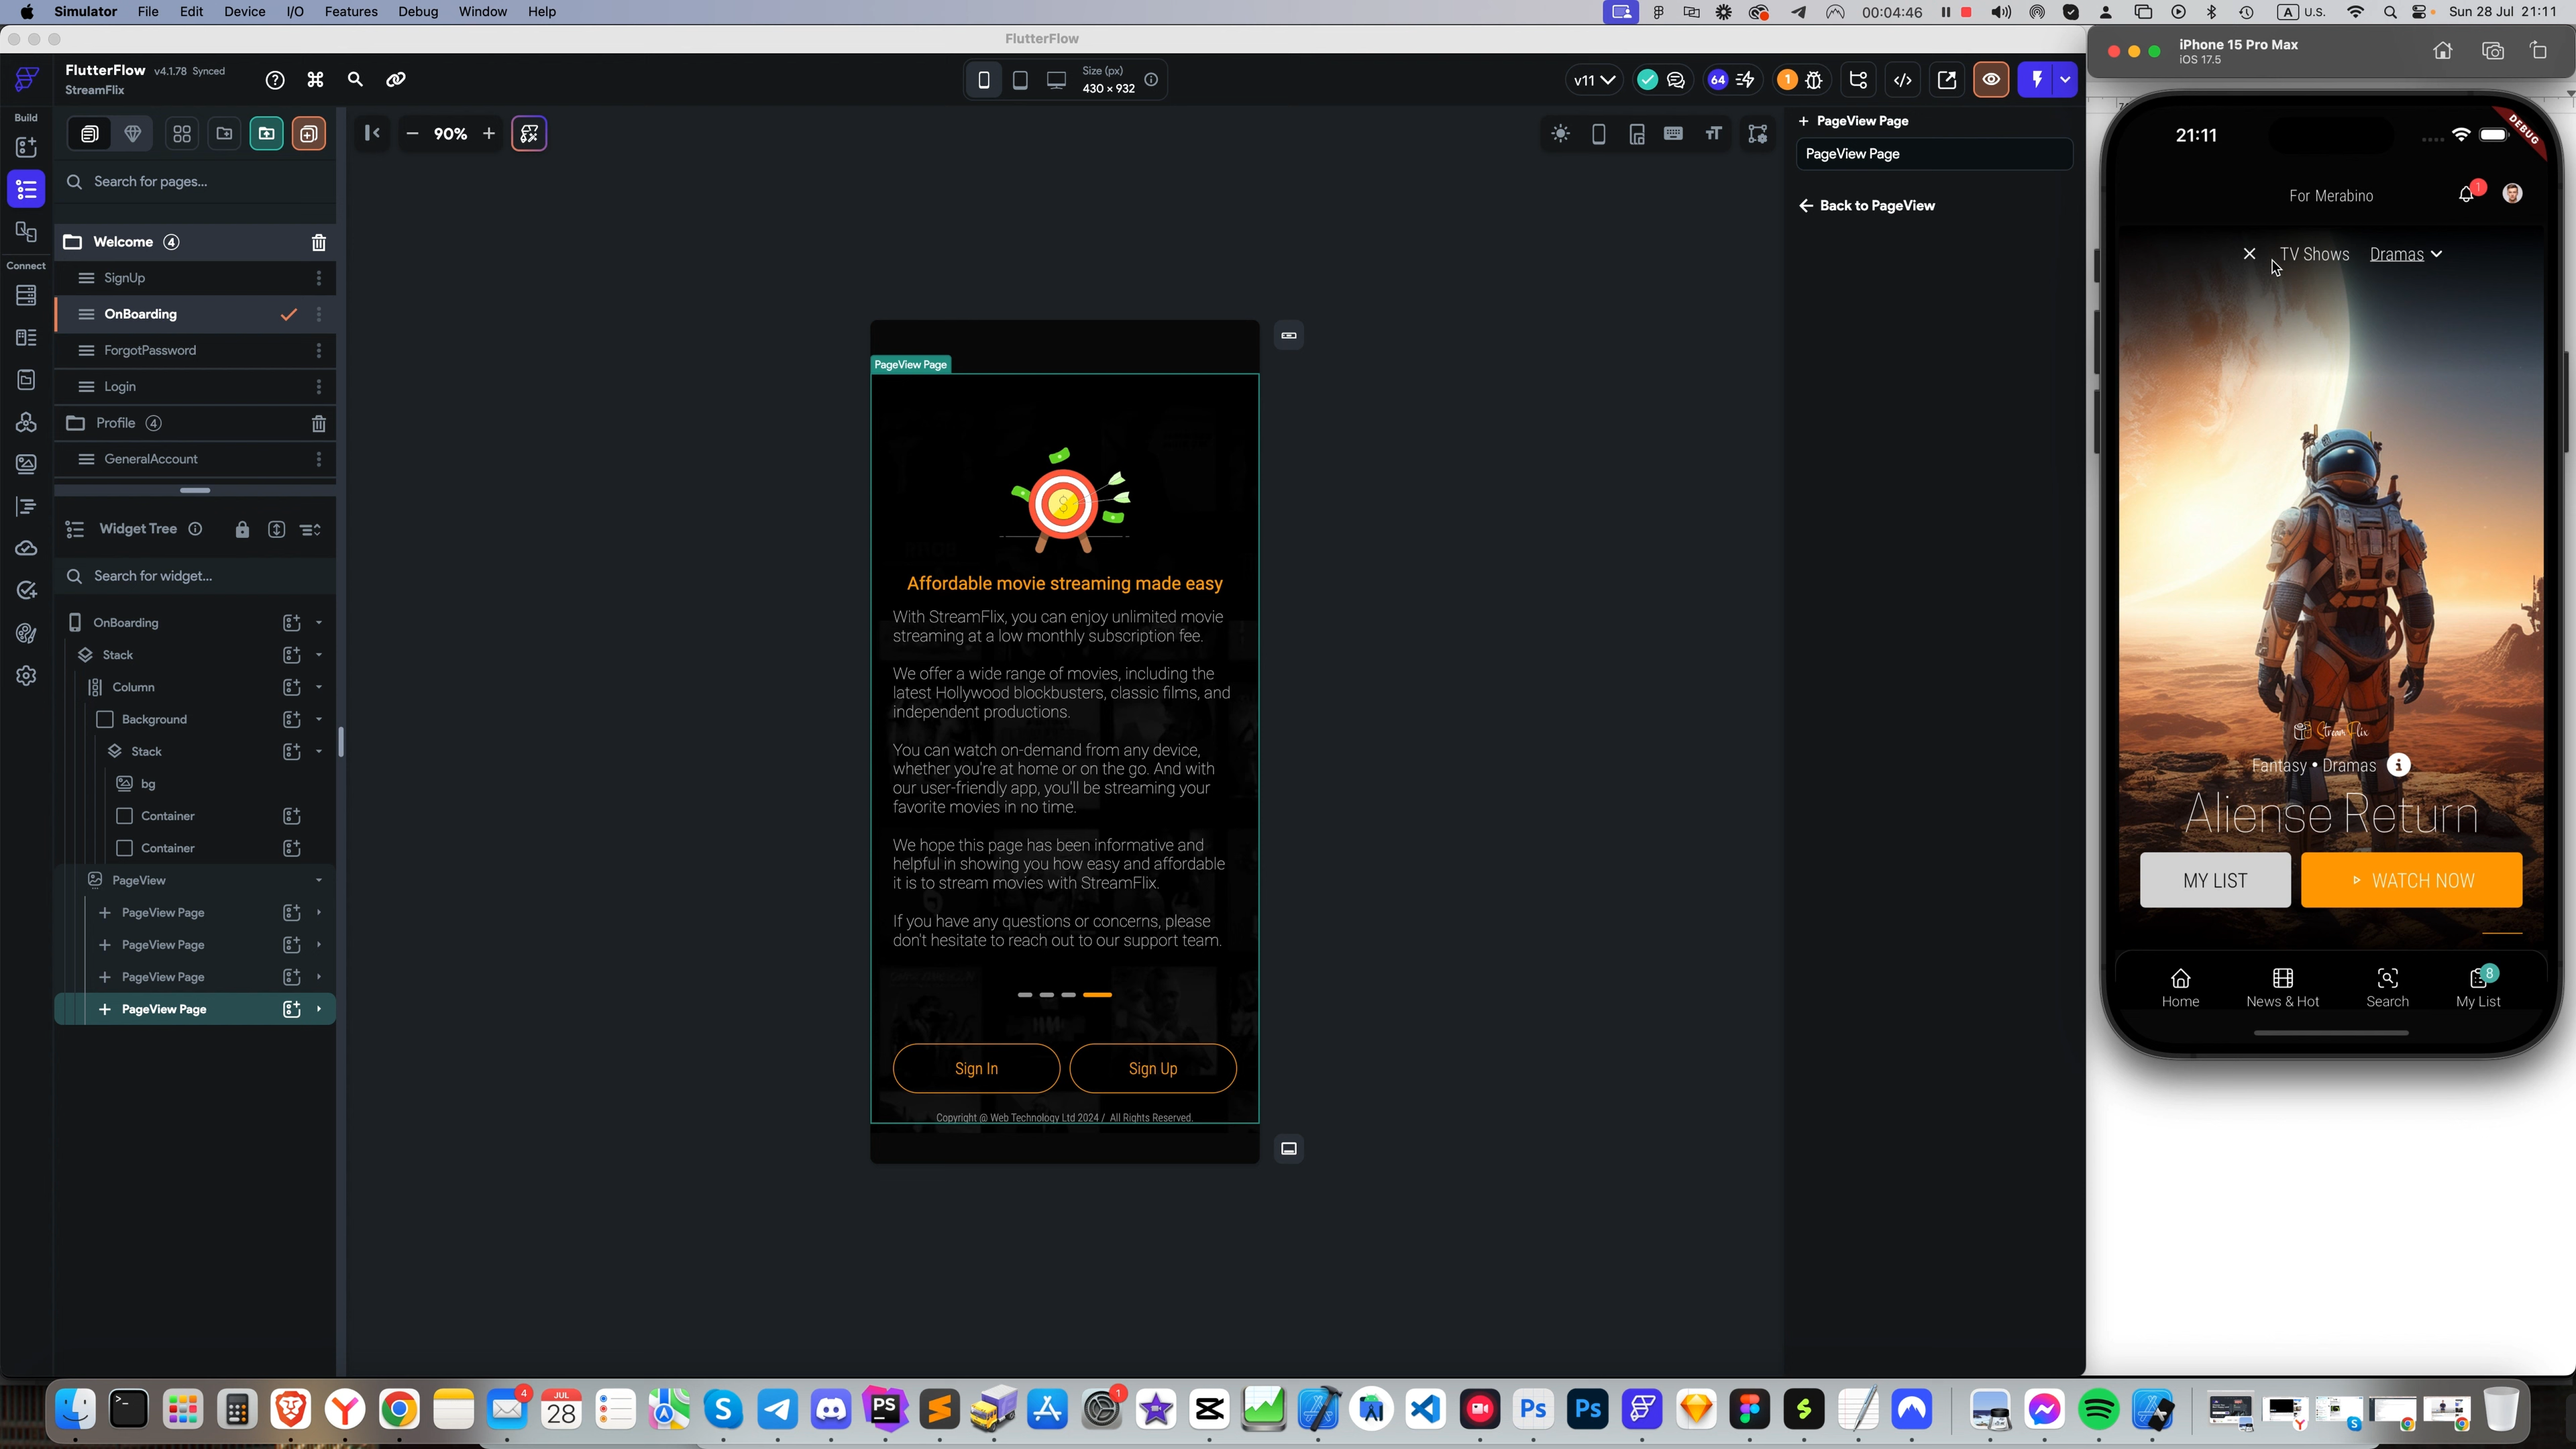 Simulator File Edit Device I/O Features Debug Window Help
00:04:46
A U.S.
Sun 28 Jul 21:11
FlutterFlow
FlutterFlow v4.1.78 Synced
StreamFlix
Size (px)
430 × 932
v11
64
1
Build
Connect
90%
Search for pages...
Welcome 4
SignUp
OnBoarding
ForgotPassword
Login
Profile 4
GeneralAccount
Widget Tree
Search for widget...
OnBoarding
Stack
Column
Background
Stack
bg
Container
Container
PageView
PageView Page
PageView Page
PageView Page
PageView Page
PageView Page
Affordable movie streaming made easy
With StreamFlix, you can enjoy unlimited movie
streaming at a low monthly subscription fee.
We offer a wide range of movies, including the
latest Hollywood blockbusters, classic films, and
independent productions.
You can watch on-demand from any device,
whether you're at home or on the go. And with
our user-friendly app, you'll be streaming your
favorite movies in no time.
We hope this page has been informative and
helpful in showing you how easy and affordable
it is to stream movies with StreamFlix.
If you have any questions or concerns, please
don't hesitate to reach out to our support team.
Sign In
Sign Up
Copyright @ Web Technology Ltd 2024 / All Rights Reserved.
PageView Page
PageView Page
Back to PageView
iPhone 15 Pro Max
iOS 17.5
21:11
DEBUG
For Merabino
1
TV Shows
Dramas
StreamFlix
Fantasy • Dramas
Aliense Return
MY LIST
WATCH NOW
8
Home
News & Hot
Search
My List
4
JUL
28
PS
1
Ps
Ps